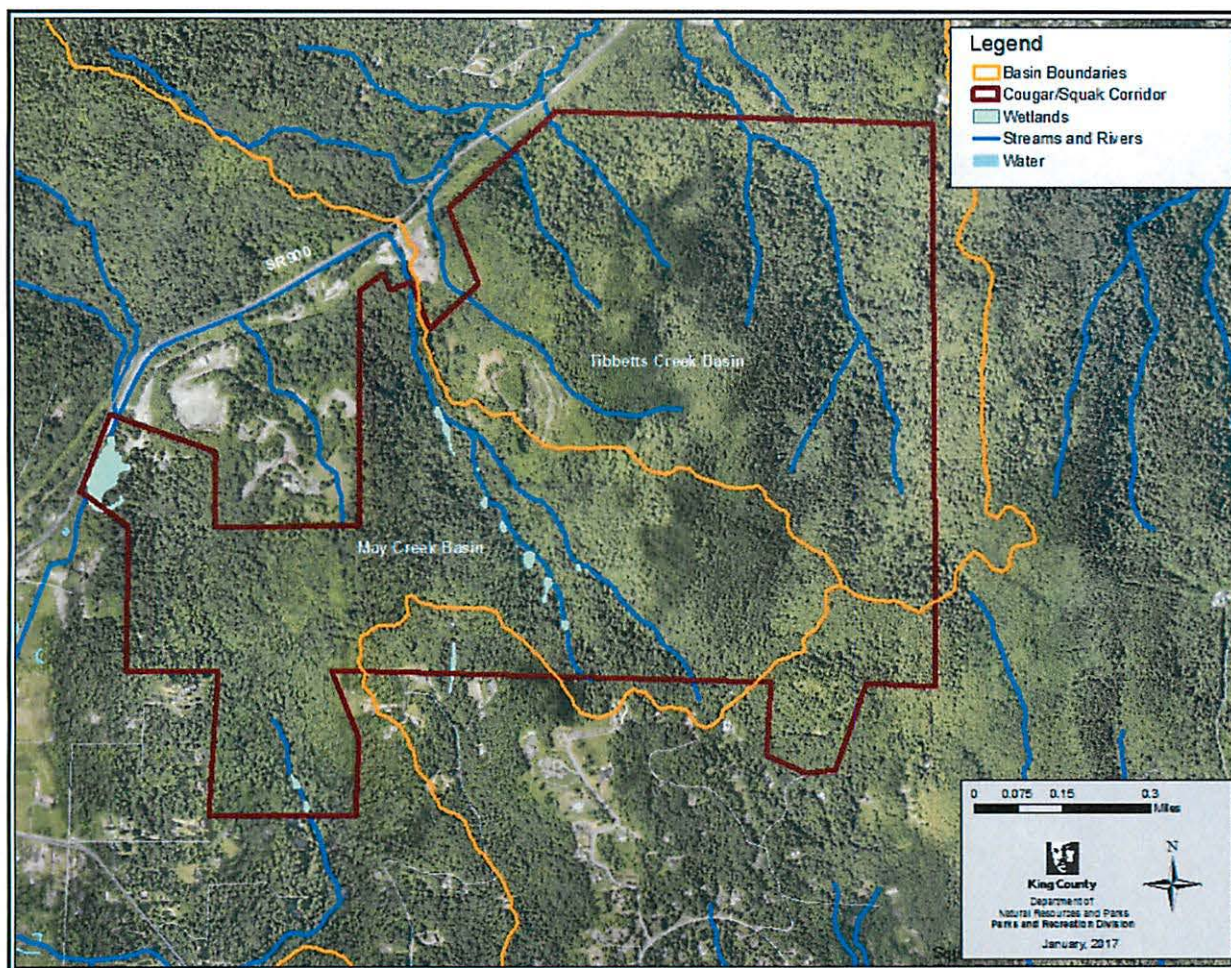 Legend
Basin Boundaries
Cougar/Squak Corridor
Wetlands
Streams and Rivers
Water
SR 900
Tibbetts Creek Basin
May Creek Basin
0 0.075 0.15 0.3
Miles
N
King County
Department of
Natural Resources and Parks
Parks and Recreation Division
January, 2017